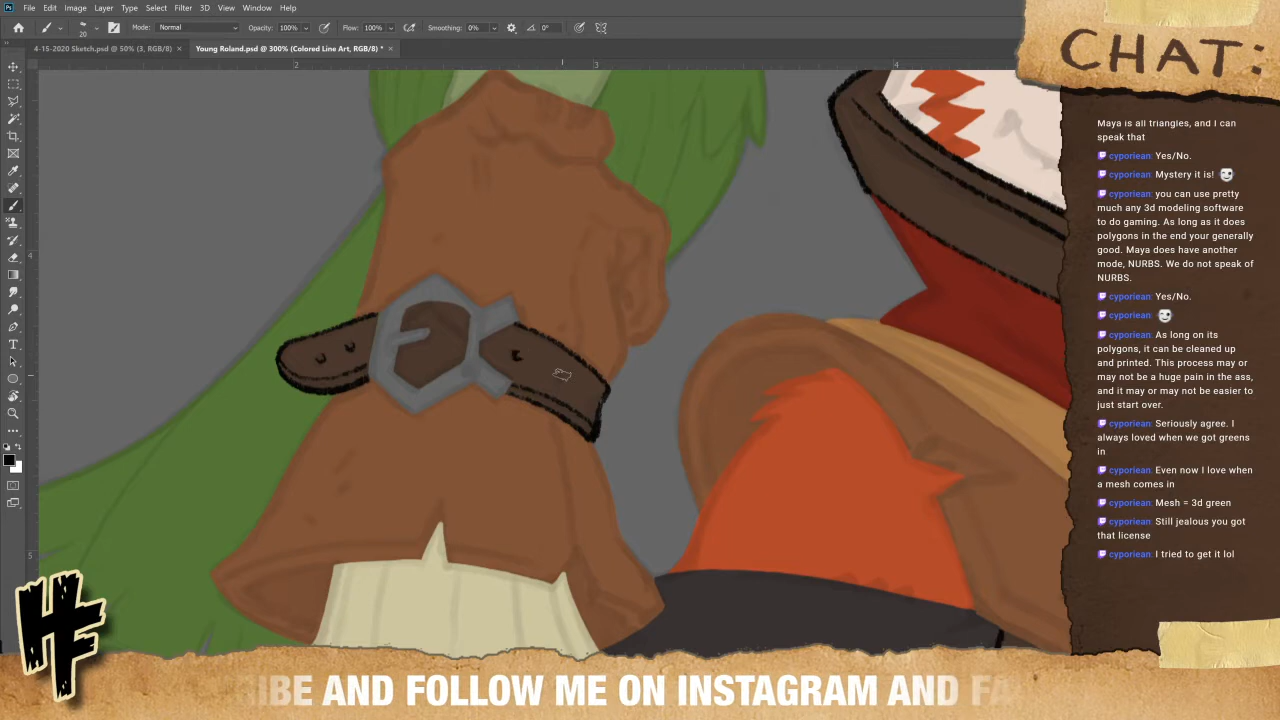 File Edit Image Layer Type Select Filter 3D View Window Help
20 Mode: Normal Opacity: 100% Flow: 100% Smoothing: 0% 0°
4-15-2020 Sketch.psd @ 50% (3, RGB/8) × Young Roland.psd @ 300% (Colored Line Art, RGB/8) * ×
2 3 4
4
5
CHAT:
Maya is all triangles, and I can
speak that
cyporiean: Yes/No.
cyporiean: Mystery it is!
cyporiean: you can use pretty
much any 3d modeling software
to do gaming. As long as it does
polygons in the end your generally
good. Maya does have another
mode, NURBS. We do not speak of
NURBS.
cyporiean: Yes/No.
cyporiean:
cyporiean: As long on its
polygons, it can be cleaned up
and printed. This process may or
may not be a huge pain in the ass,
and it may or may not be easier to
just start over.
cyporiean: Seriously agree. I
always loved when we got greens
in
cyporiean: Even now I love when
a mesh comes in
cyporiean: Mesh = 3d green
cyporiean: Still jealous you got
that license
cyporiean: I tried to get it lol
HF
IBE AND FOLLOW ME ON INSTAGRAM AND FA